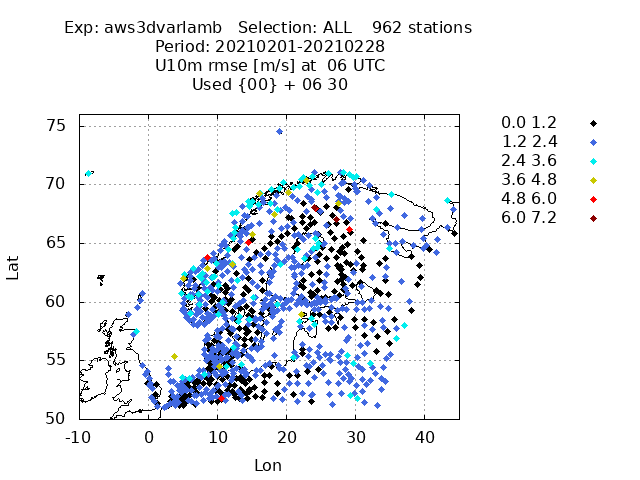 Exp: aws3dvarlamb   Selection: ALL    962 stations
Period: 20210201-20210228
U10m rmse [m/s] at  06 UTC
Used {00} + 06 30
0.0 1.2
1.2 2.4
2.4 3.6
3.6 4.8
4.8 6.0
6.0 7.2
75
70
65
60
55
50
Lat
-10 0 10 20 30 40
Lon